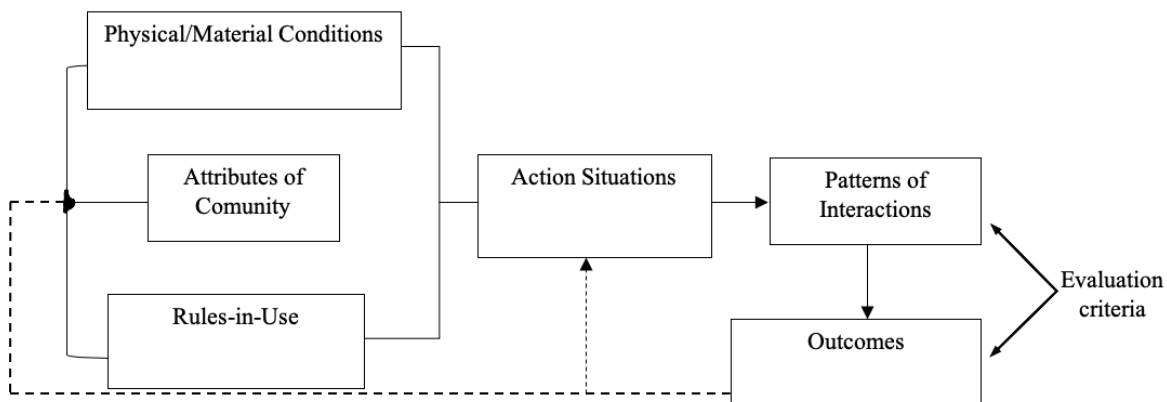 Physical/Material Conditions
Attributes of
Comunity
Rules-in-Use
Action Situations
Patterns of
Interactions
Outcomes
Evaluation
criteria